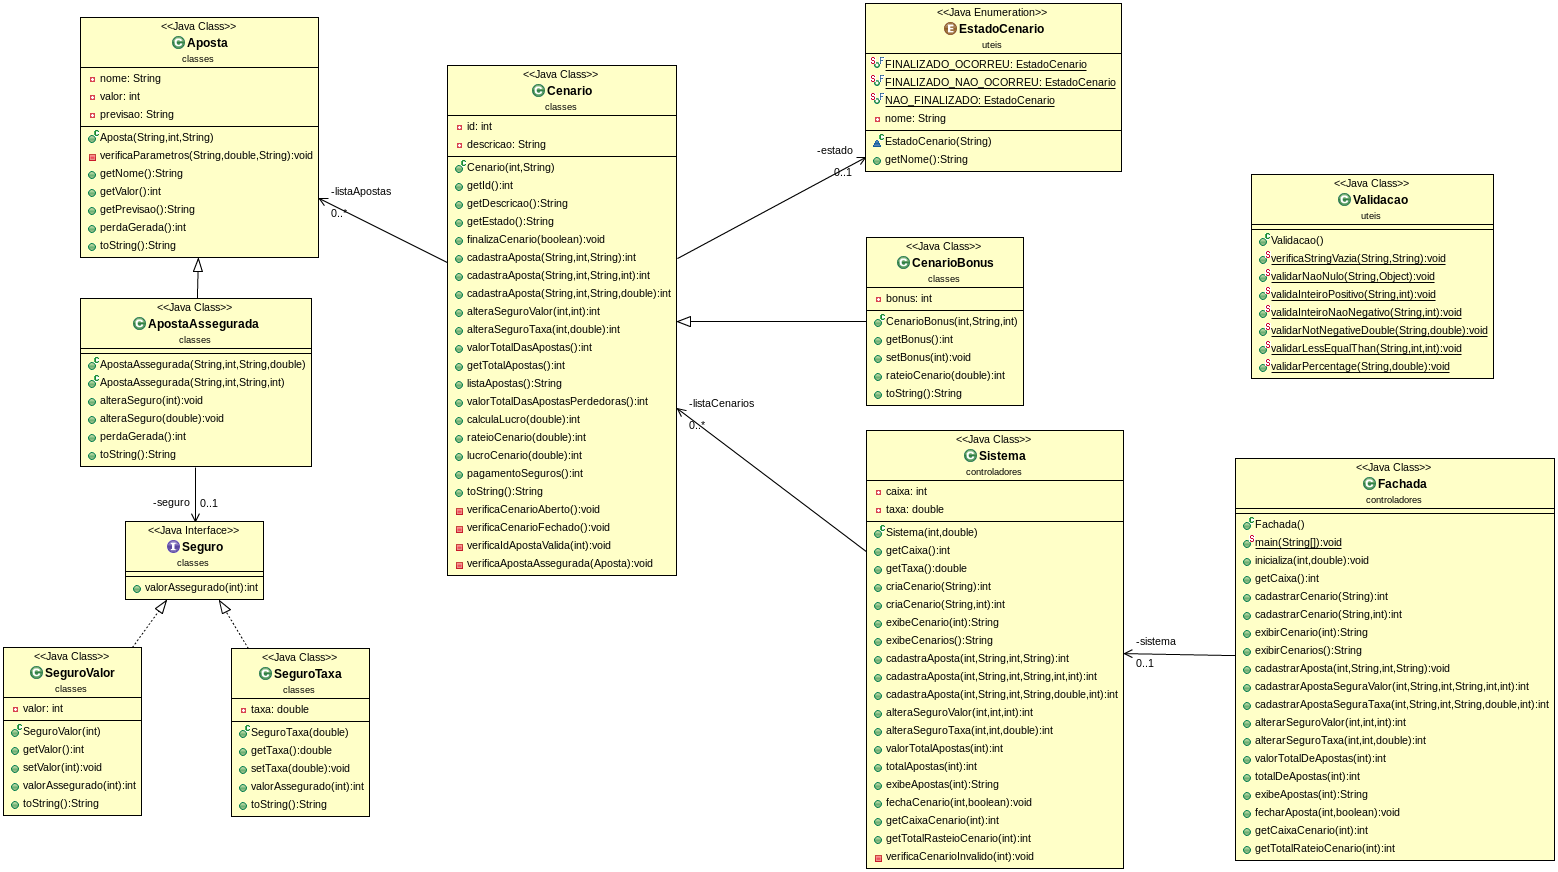 <<Java Class>>
Aposta
classes
nome: String
valor: int
previsao: String
Aposta(String,int,String)
verificaParametros(String,double,String):void
getNome():String
getValor():int
getPrevisao():String
perdaGerada():int
toString():String
<<Java Class>>
ApostaAssegurada
classes
ApostaAssegurada(String,int,String,double)
ApostaAssegurada(String,int,String,int)
alteraSeguro(int):void
alteraSeguro(double):void
perdaGerada():int
toString():String
-seguro
0..1
<<Java Interface>>
Seguro
classes
valorAssegurado(int):int
<<Java Class>>
SeguroValor
classes
valor: int
SeguroValor(int)
getValor():int
setValor(int):void
valorAssegurado(int):int
toString():String
<<Java Class>>
SeguroTaxa
classes
taxa: double
SeguroTaxa(double)
getTaxa():double
setTaxa(double):void
valorAssegurado(int):int
toString():String
-listaApostas
0..*
<<Java Class>>
Cenario
classes
id: int
descricao: String
Cenario(int,String)
getId():int
getDescricao():String
getEstado():String
finalizaCenario(boolean):void
cadastraAposta(String,int,String):int
cadastraAposta(String,int,String,int):int
cadastraAposta(String,int,String,double):int
alteraSeguroValor(int,int):int
alteraSeguroTaxa(int,double):int
valorTotalDasApostas():int
getTotalApostas():int
listaApostas():String
valorTotalDasApostasPerdedoras():int
calculaLucro(double):int
rateioCenario(double):int
lucroCenario(double):int
pagamentoSeguros():int
toString():String
verificaCenarioAberto():void
verificaCenarioFechado():void
verificaIdApostaValida(int):void
verificaApostaAssegurada(Aposta):void
-estado
0..1
<<Java Enumeration>>
EstadoCenario
uteis
FINALIZADO_OCORREU: EstadoCenario
FINALIZADO_NAO_OCORREU: EstadoCenario
NAO_FINALIZADO: EstadoCenario
nome: String
EstadoCenario(String)
getNome():String
<<Java Class>>
CenarioBonus
classes
bonus: int
CenarioBonus(int,String,int)
getBonus():int
setBonus(int):void
rateioCenario(double):int
toString():String
-listaCenarios
0..*
<<Java Class>>
Sistema
controladores
caixa: int
taxa: double
Sistema(int,double)
getCaixa():int
getTaxa():double
criaCenario(String):int
criaCenario(String,int):int
exibeCenario(int):String
exibeCenarios():String
cadastraAposta(int,String,int,String):int
cadastraAposta(int,String,int,String,int,int):int
cadastraAposta(int,String,int,String,double,int):int
alteraSeguroValor(int,int,int):int
alteraSeguroTaxa(int,int,double):int
valorTotalApostas(int):int
totalApostas(int):int
exibeApostas(int):String
fechaCenario(int,boolean):void
getCaixaCenario(int):int
getTotalRasteioCenario(int):int
verificaCenarioInvalido(int):void
<<Java Class>>
Validacao
uteis
Validacao()
verificaStringVazia(String,String):void
validarNaoNulo(String,Object):void
validaInteiroPositivo(String,int):void
validaInteiroNaoNegativo(String,int):void
validarNotNegativeDouble(String,double):void
validarLessEqualThan(String,int,int):void
validarPercentage(String,double):void
-sistema
0..1
<<Java Class>>
Fachada
controladores
Fachada()
main(String[]):void
inicializa(int,double):void
getCaixa():int
cadastrarCenario(String):int
cadastrarCenario(String,int):int
exibirCenario(int):String
exibirCenarios():String
cadastrarAposta(int,String,int,String):void
cadastrarApostaSeguraValor(int,String,int,String,int,int):int
cadastrarApostaSeguraTaxa(int,String,int,String,double,int):int
alterarSeguroValor(int,int,int):int
alterarSeguroTaxa(int,int,double):int
valorTotalDeApostas(int):int
totalDeApostas(int):int
exibeApostas(int):String
fecharAposta(int,boolean):void
getCaixaCenario(int):int
getTotalRateioCenario(int):int